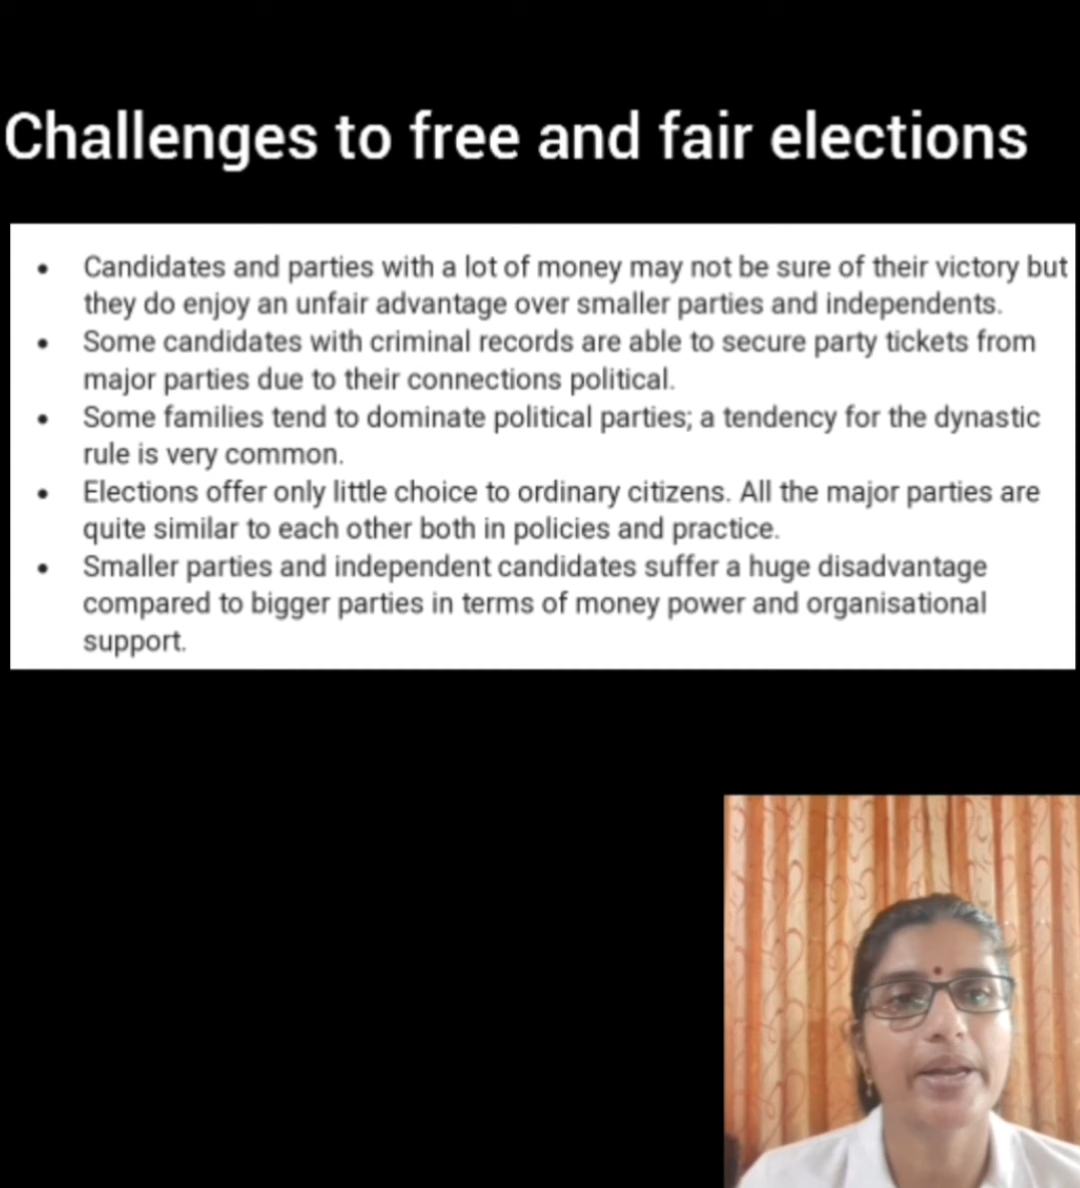 Challenges to free and fair elections
• Candidates and parties with a lot of money may not be sure of their victory but
they do enjoy an unfair advantage over smaller parties and independents.
• Some candidates with criminal records are able to secure party tickets from
major parties due to their connections political.
• Some families tend to dominate political parties; a tendency for the dynastic
rule is very common.
• Elections offer only little choice to ordinary citizens. All the major parties are
quite similar to each other both in policies and practice.
• Smaller parties and independent candidates suffer a huge disadvantage
compared to bigger parties in terms of money power and organisational
support.